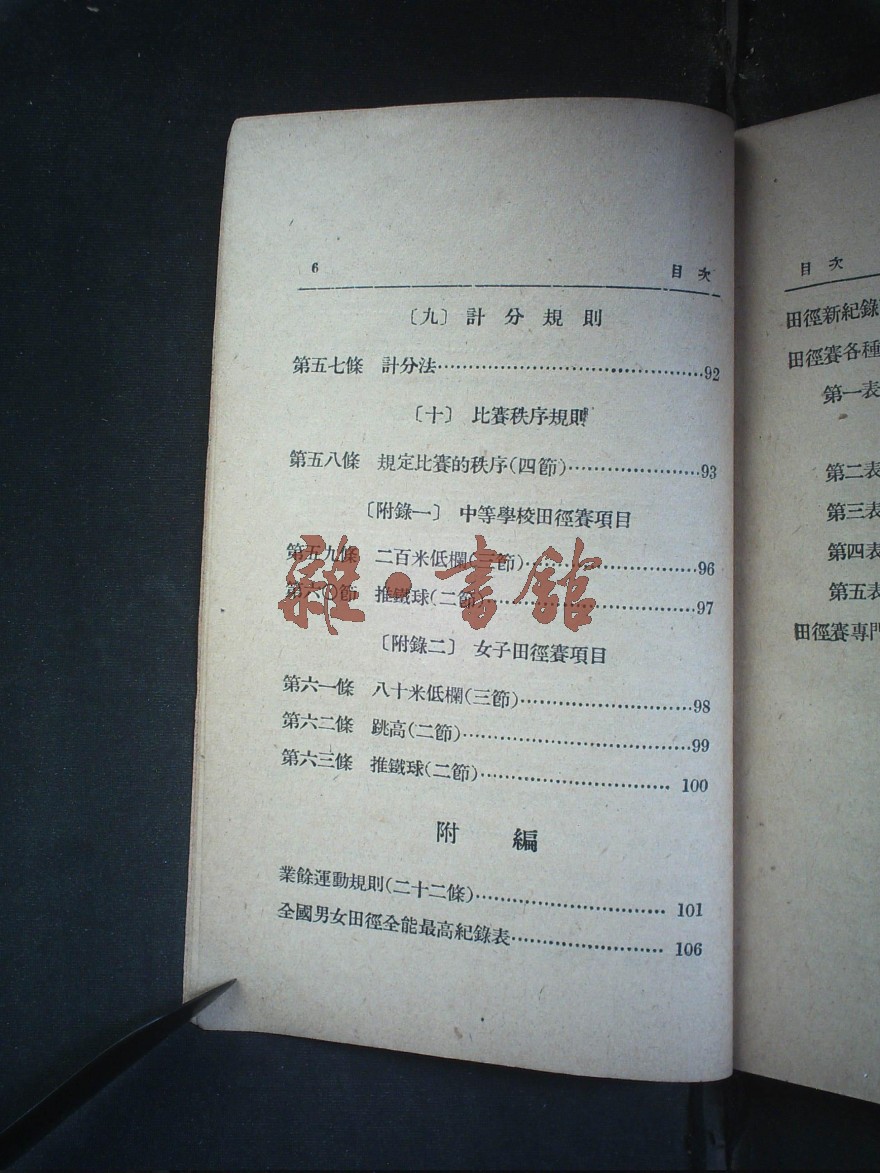 6 目次
〔九〕 計分規則
第五七條 計分法……………………………92
〔十〕 比賽秩序規則
第五八條 規定比賽的秩序(四節)…………………93
〔附錄一〕 中等學校田徑賽項目
第五九條 二百米低欄(三節)…………………96
第六〇節 推鐵球(二節)………………………97
〔附錄二〕 女子田徑賽項目
第六一條 八十米低欄(三節)…………………98
第六二條 跳高(二節)…………………………99
第六三條 推鐵球(二節)……………………100
附編
業餘運動規則(二十二條)…………………101
全國男女田徑全能最高紀錄表………………106
雜·書館
目次
田徑新紀錄
田徑賽各種
第一表
第二表
第三表
第四表
第五表
田徑賽專門